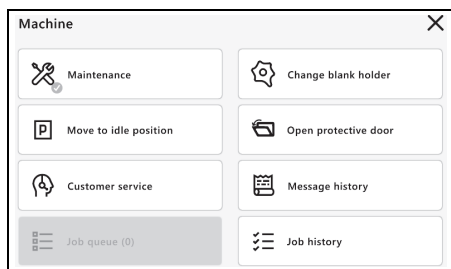 Machine
Maintenance
Change blank holder
P
Move to idle position
Open protective door
Customer service
Message history
Job queue (0)
Job history